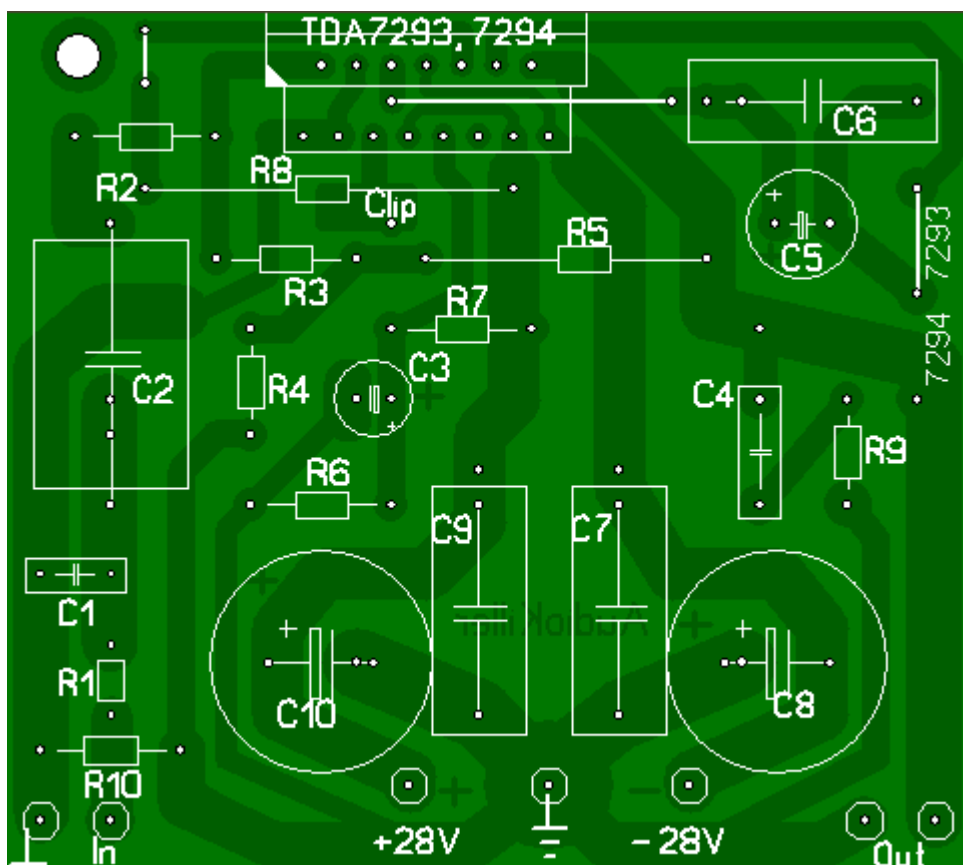 TDA7293, 7294
C6
R2
R8
Clip
R5
C5
7293
R3
R7
7294
C2
R4
C3
C4
R9
R6
C9
C7
C1
AudioKiller
R1
C10
C8
R10
+28V
-28V
In
Out